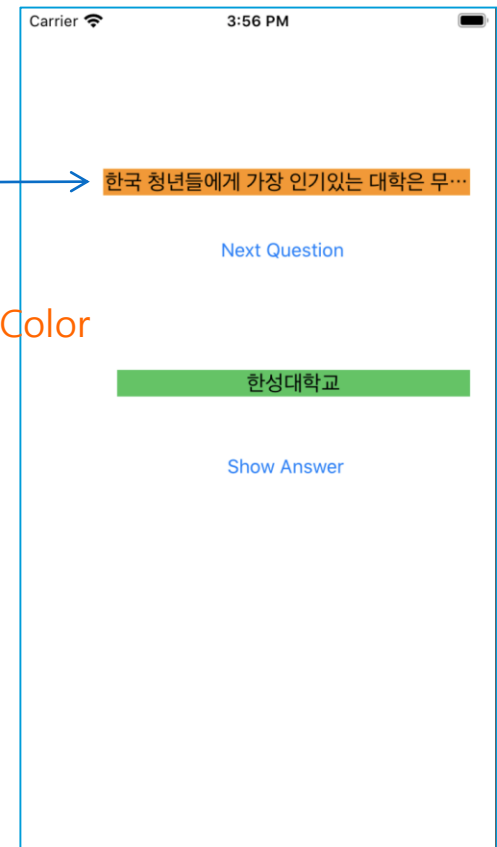 Carrier 3:56 PM
한국 청년들에게 가장 인기있는 대학은 무…
Next Question
Color
한성대학교
Show Answer